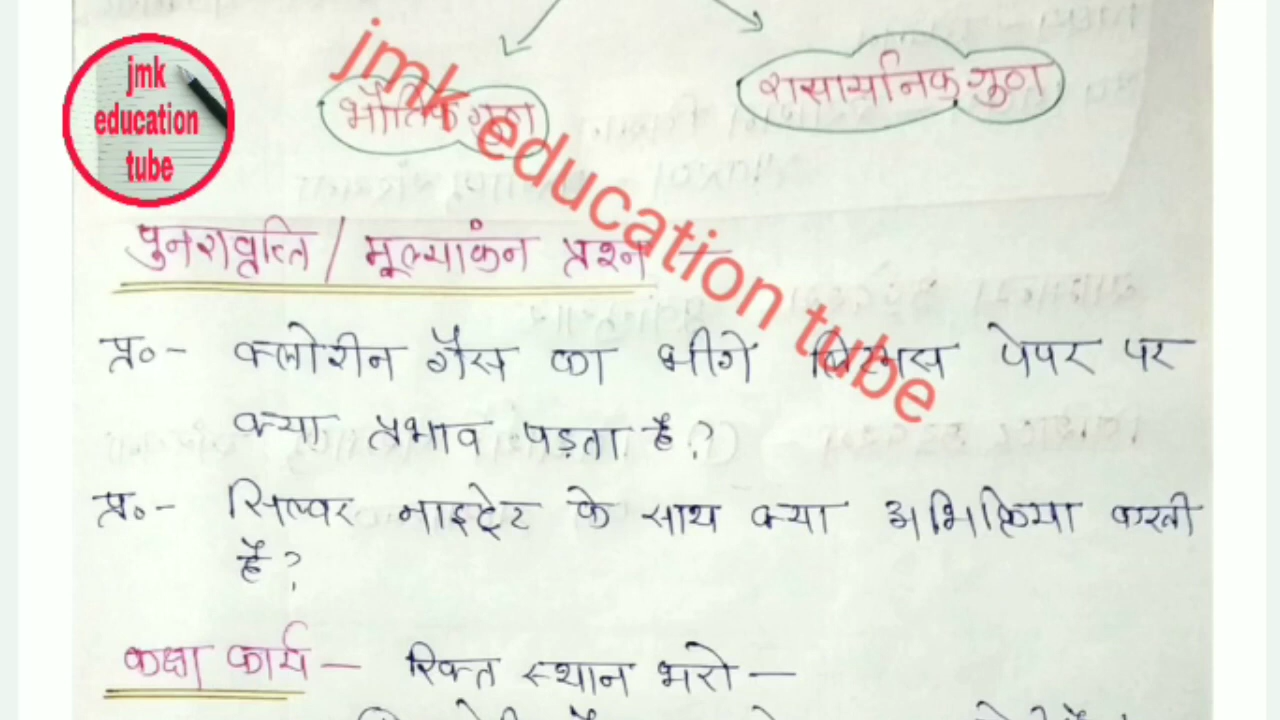 jmk
education
tube
jmk education tube
भौतिक गुण
रासायनिक गुण
पुनरावृत्ति / मूल्यांकन प्रश्न -
प्र०- क्लोरीन गैस का भीगे लिटमस पेपर पर
क्या प्रभाव पड़ता है?
प्र०- सिल्वर नाइट्रेट के साथ क्या अभिक्रिया करती
है?
कक्षा कार्य - रिक्त स्थान भरो -